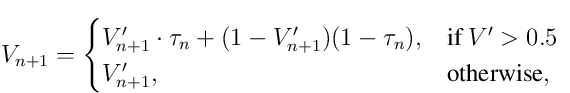 V_{n+1} = \begin{cases} V'_{n+1} \cdot \tau_n + (1 - V'_{n+1})(1 - \tau_n), & \text{if } V' > 0.5 \\ V'_{n+1}, & \text{otherwise,} \end{cases}